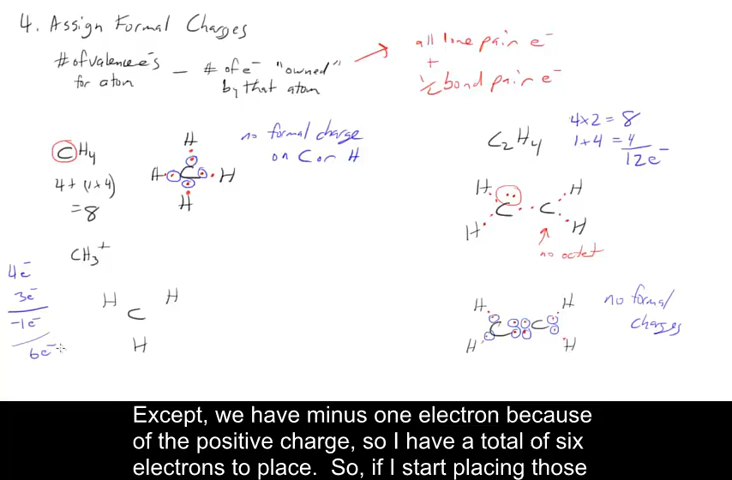 4. Assign Formal Charges
# of valence e⁻s for atom — # of e⁻ "owned" by that atom
all lone pair e⁻
+
1/2 bond pair e⁻
CH₄
4 + (1×4)
= 8
H
H C H
H
no formal charge
on C or H
C₂H₄
4×2 = 8
1×4 = 4
12e⁻
H H
C C
H H
no octet
CH₃⁺
4e⁻
3e⁻
-1e⁻
6e⁻
H H
C
H
H H
C C
H H
no formal
charges
Except, we have minus one electron because
of the positive charge, so I have a total of six
electrons to place. So, if I start placing those